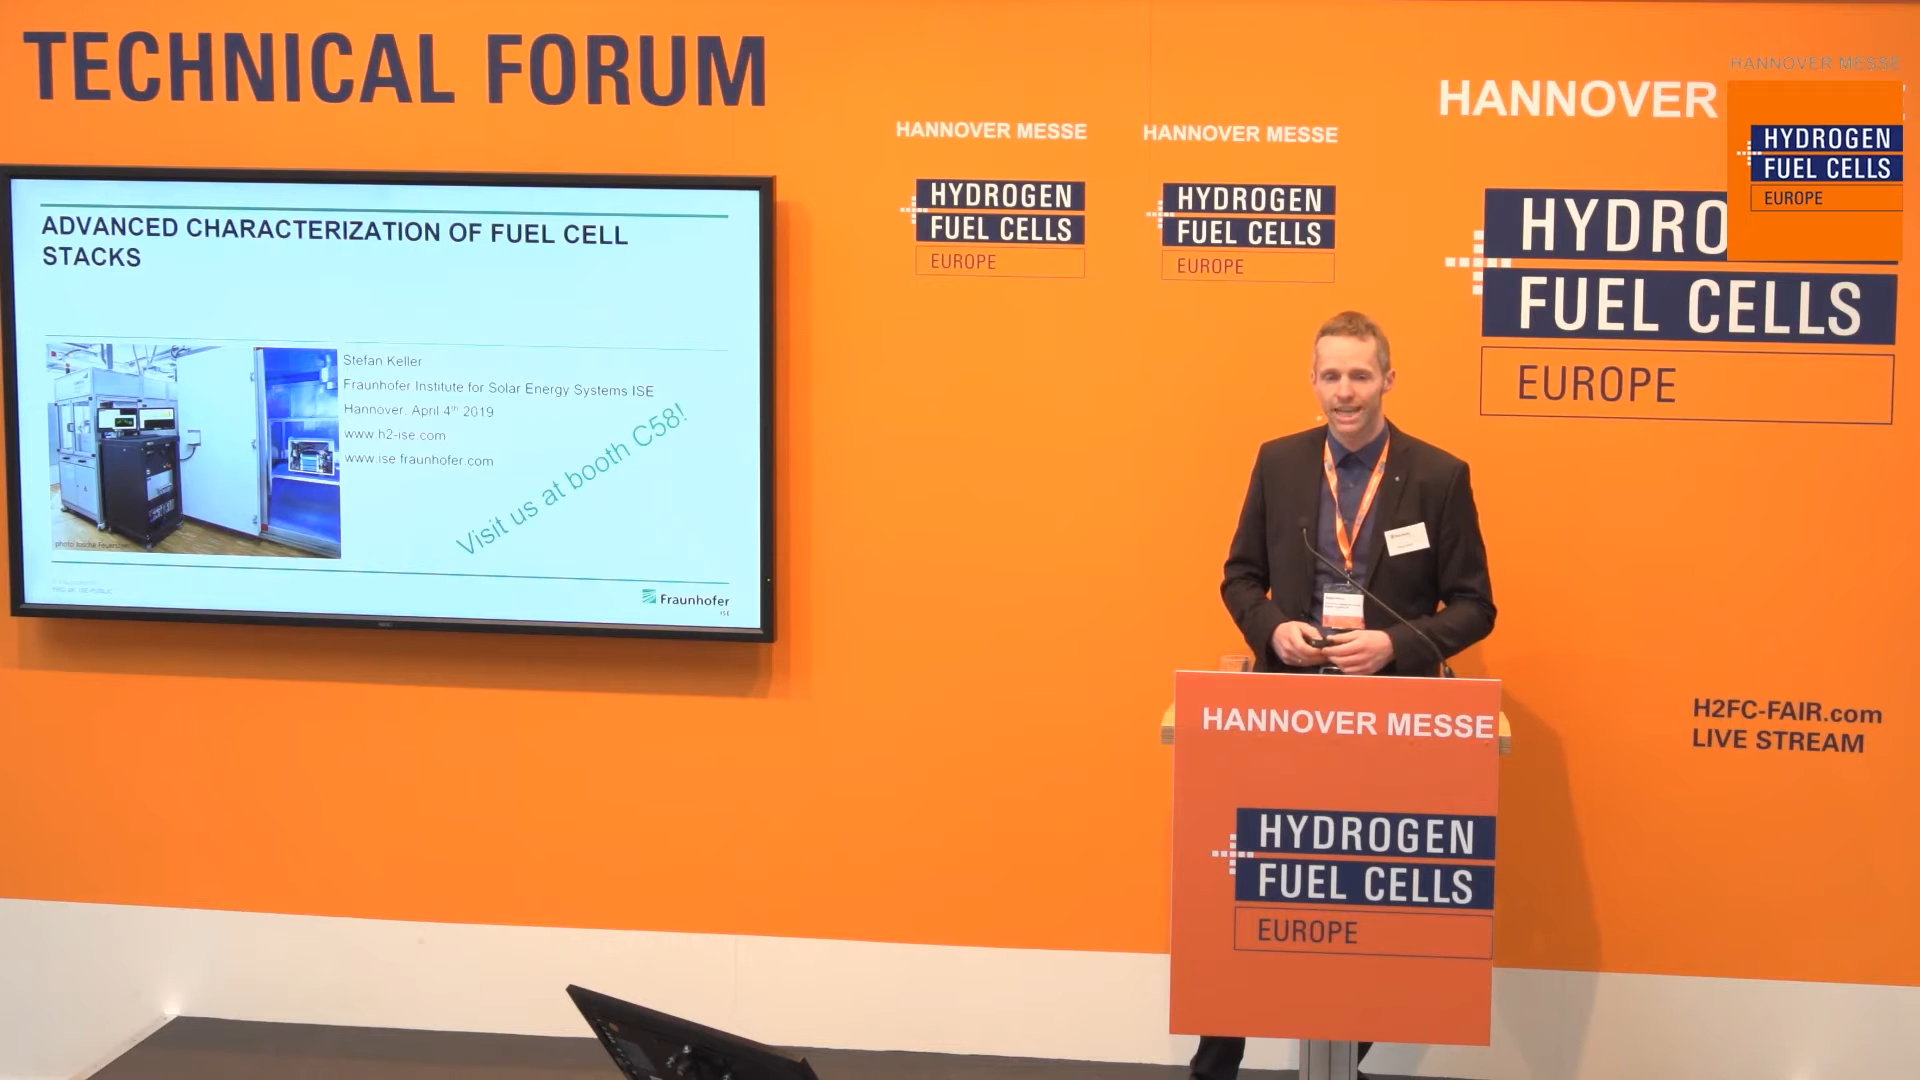 TECHNICAL FORUM
ADVANCED CHARACTERIZATION OF FUEL CELL
STACKS
Stefan Keller
Fraunhofer Institute for Solar Energy Systems ISE
Hannover, April 4th 2019
www.h2-ise.com
www.ise.fraunhofer.com
Visit us at booth C58!
Fraunhofer
ISE
HANNOVER MESSE
HYDROGEN
FUEL CELLS
EUROPE
HANNOVER MESSE
HYDROGEN
FUEL CELLS
EUROPE
HANNOVER
HYDRO
FUEL CELLS
EUROPE
HANNOVER MESSE
HYDROGEN
FUEL CELLS
EUROPE
H2FC-FAIR.com
LIVE STREAM
HANNOVER MESSE
HYDROGEN
FUEL CELLS
EUROPE